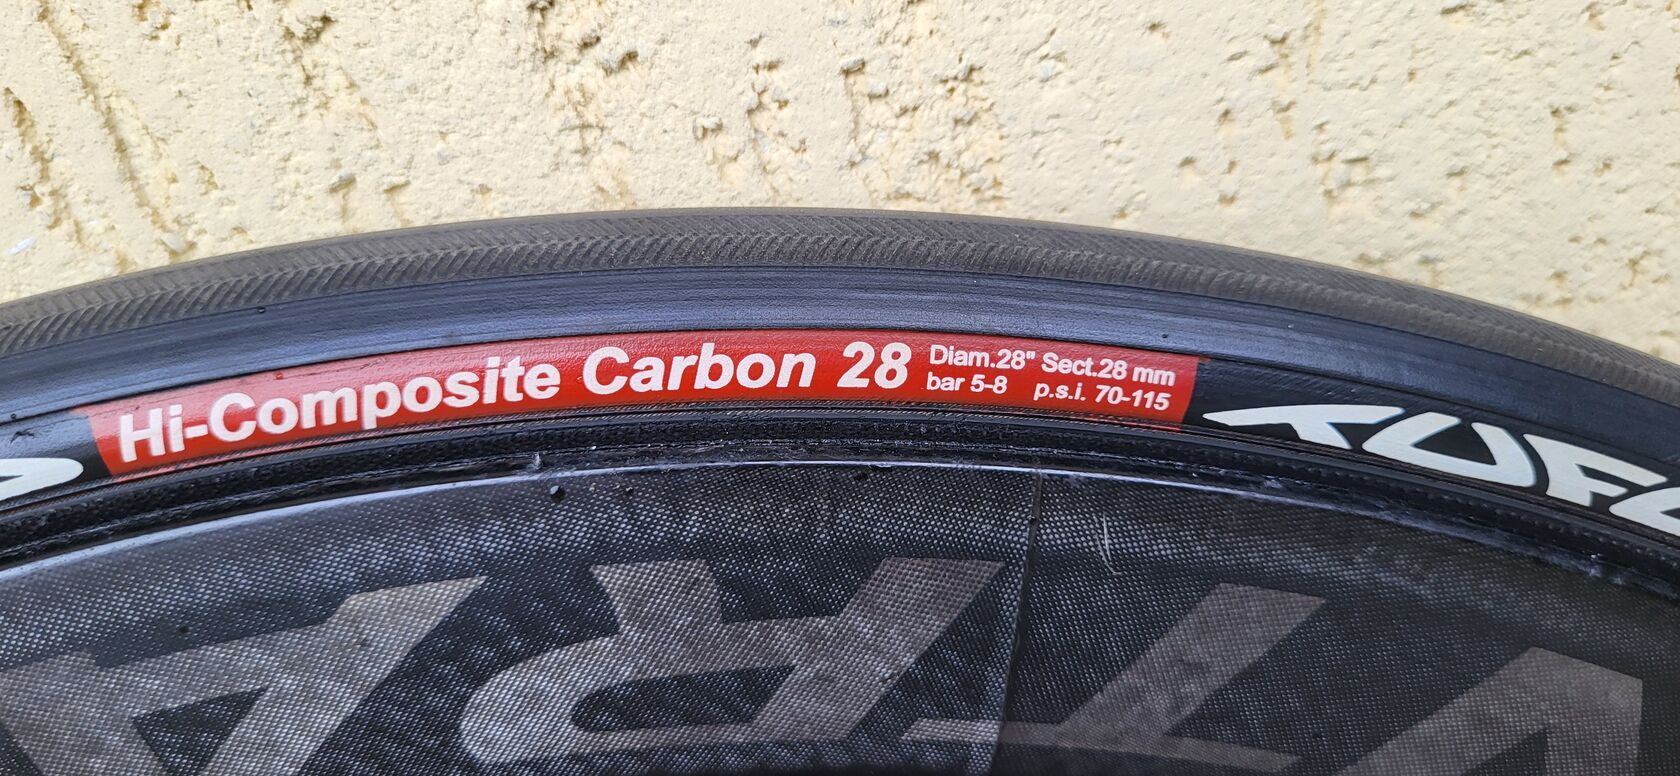 Hi-Composite Carbon 28
Diam.28" Sect.28 mm
bar 5-8 p.s.i. 70-115